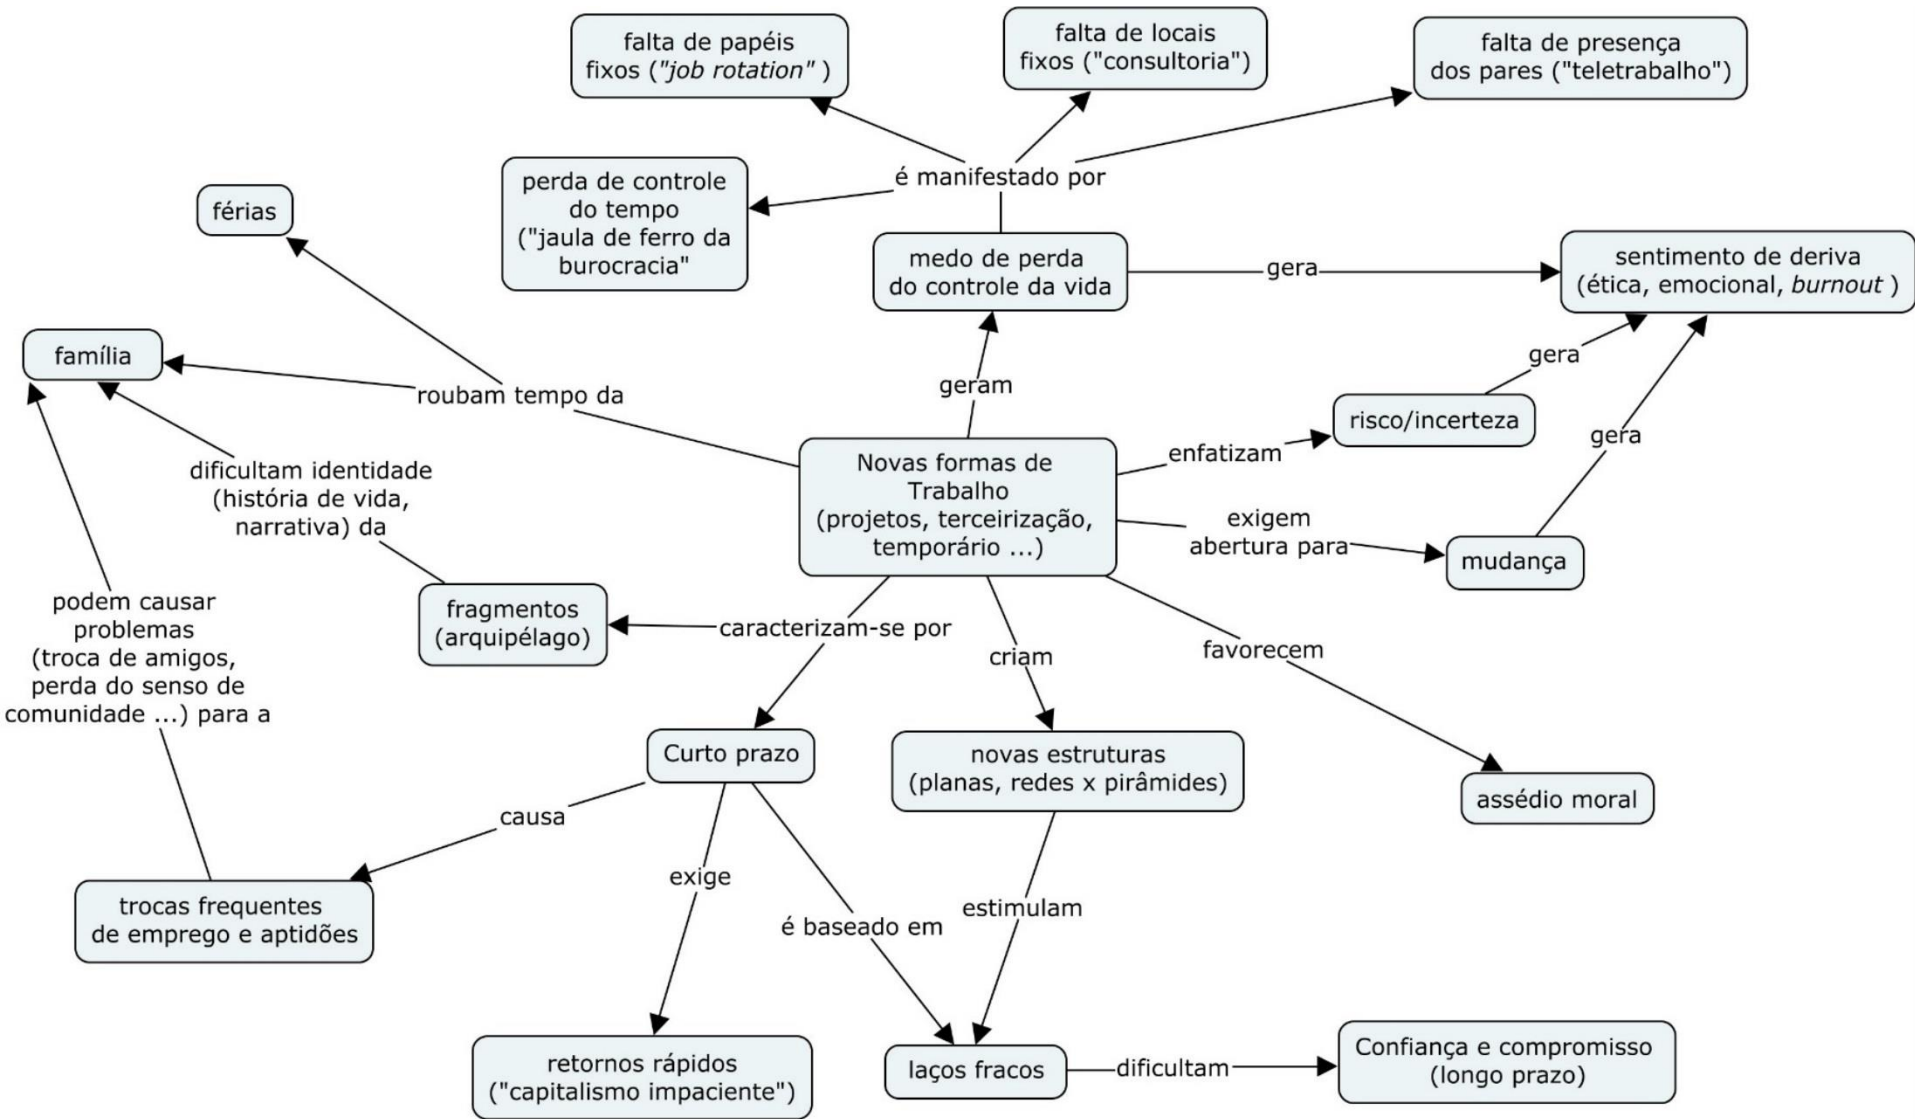 falta de papéis
fixos ("job rotation" )
falta de locais
fixos ("consultoria")
falta de presença
dos pares ("teletrabalho")
é manifestado por
perda de controle
do tempo
("jaula de ferro da
burocracia"
férias
medo de perda
do controle da vida
gera
sentimento de deriva
(ética, emocional, burnout )
família
roubam tempo da
geram
gera
risco/incerteza
gera
enfatizam
Novas formas de
Trabalho
(projetos, terceirização,
temporário ...)
dificultam identidade
(história de vida,
narrativa) da
exigem
abertura para
mudança
podem causar
problemas
(troca de amigos,
perda do senso de
comunidade ...) para a
fragmentos
(arquipélago)
caracterizam-se por
criam
favorecem
Curto prazo
novas estruturas
(planas, redes x pirâmides)
assédio moral
causa
exige
é baseado em
estimulam
trocas frequentes
de emprego e aptidões
retornos rápidos
("capitalismo impaciente")
laços fracos
dificultam
Confiança e compromisso
(longo prazo)